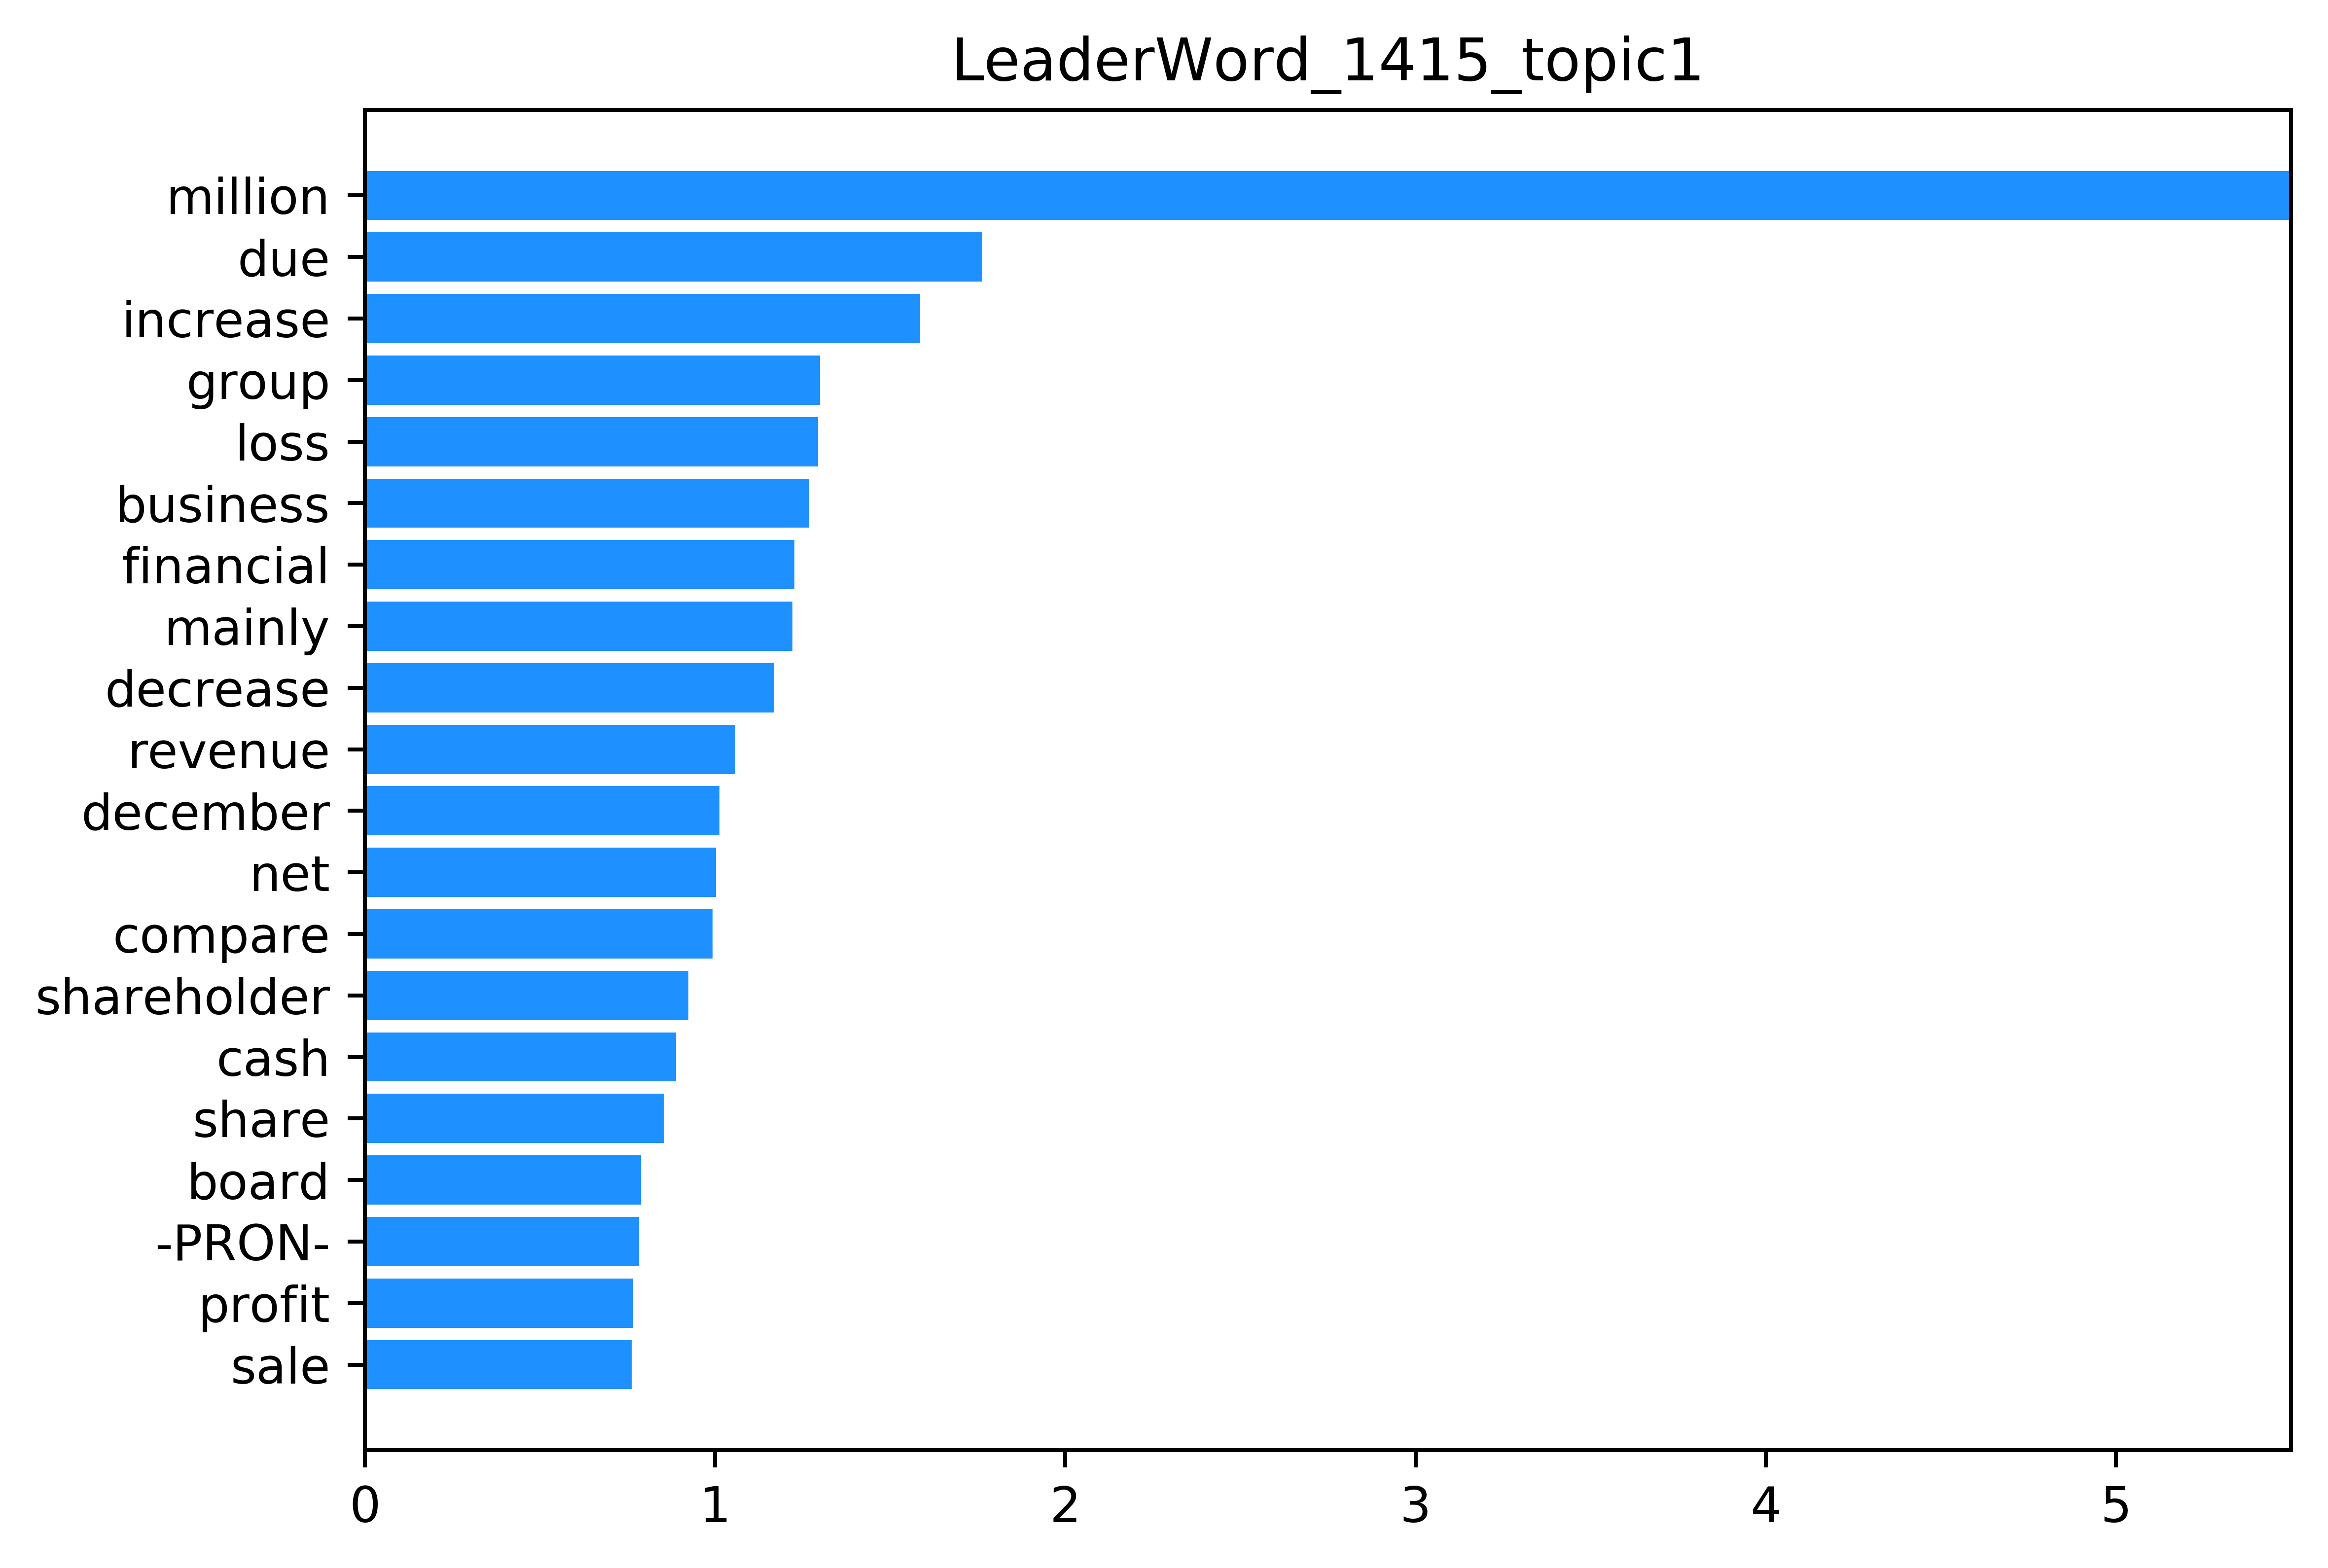 LeaderWord_1415_topic1
million
due
increase
group
loss
business
financial
mainly
decrease
revenue
december
net
compare
shareholder
cash
share
board
-PRON-
profit
sale
0 1 2 3 4 5